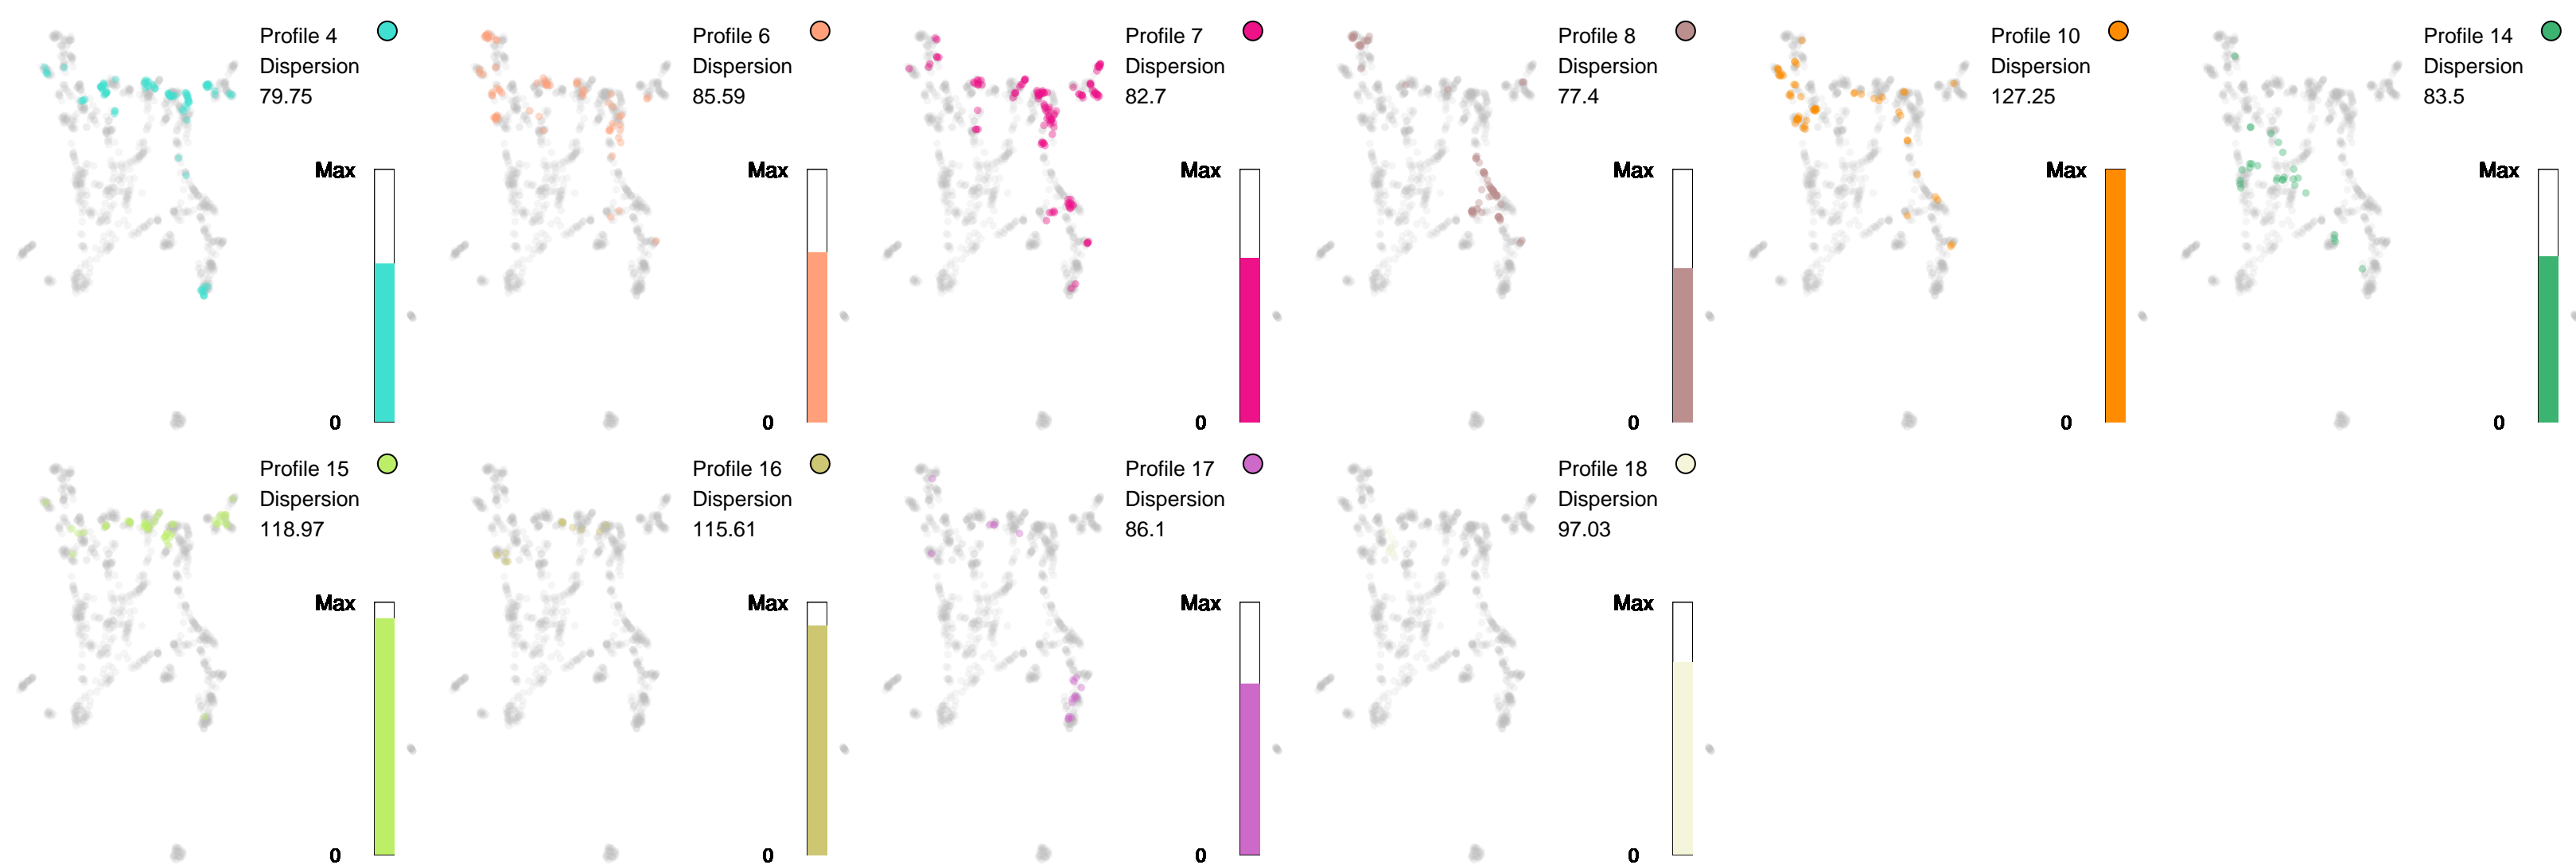 Profile 4
Dispersion
79.75
Max
0
Profile 6
Dispersion
85.59
Max
0
Profile 7
Dispersion
82.7
Max
0
Profile 8
Dispersion
77.4
Max
0
Profile 10
Dispersion
127.25
Max
0
Profile 14
Dispersion
83.5
Max
0
Profile 15
Dispersion
118.97
Max
0
Profile 16
Dispersion
115.61
Max
0
Profile 17
Dispersion
86.1
Max
0
Profile 18
Dispersion
97.03
Max
0